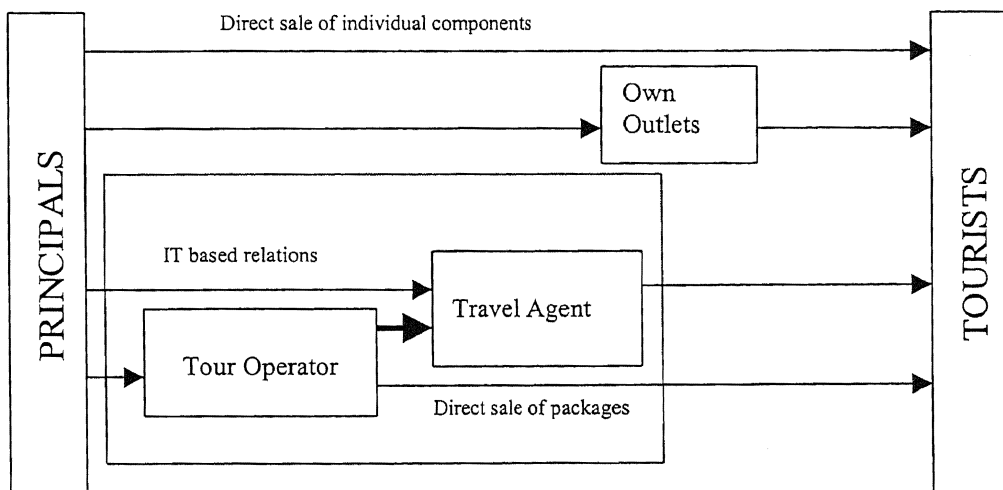 Direct sale of individual components
Own
Outlets
PRINCIPALS
TOURISTS
IT based relations
Travel Agent
Tour Operator
Direct sale of packages